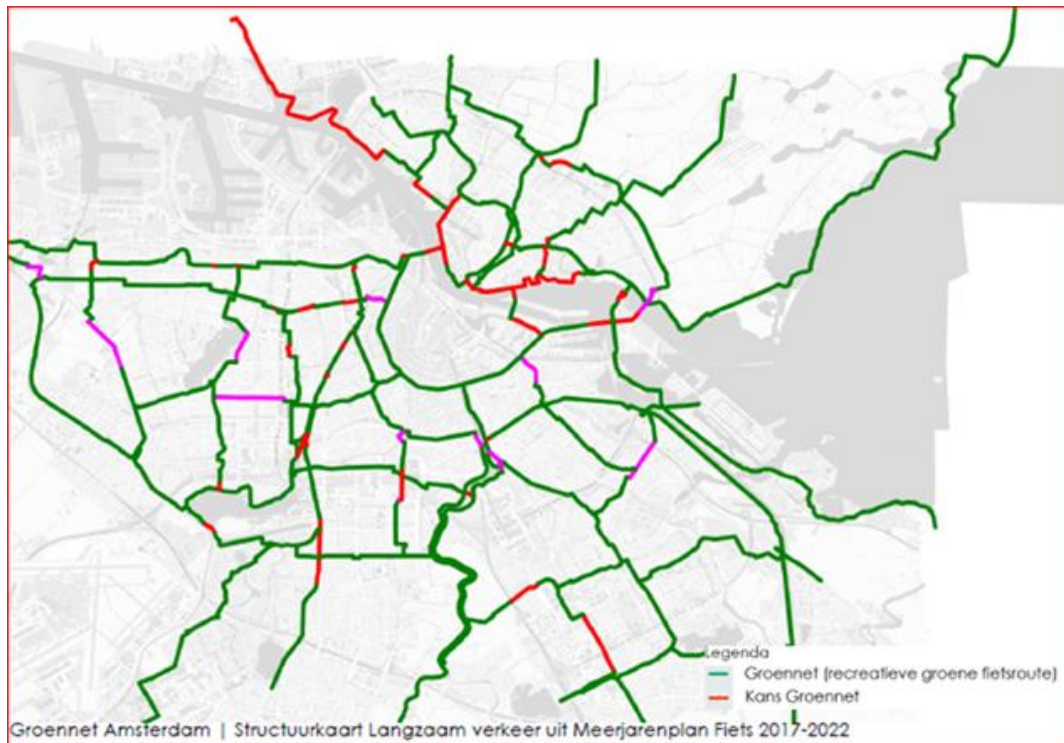 Legenda
Groennet (recreatieve groene fietsroute)
Kans Groennet
Groennet Amsterdam | Structuurkaart Langzaam verkeer uit Meerjarenplan Fiets 2017-2022